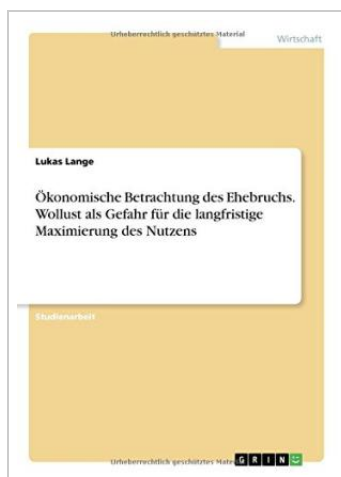 Urheberrechtlich geschütztes Material
Wirtschaft
Lukas Lange
Ökonomische Betrachtung des Ehebruchs.
Wollust als Gefahr für die langfristige
Maximierung des Nutzens
Studienarbeit
Urheberrechtlich geschütztes Mater
GRIN